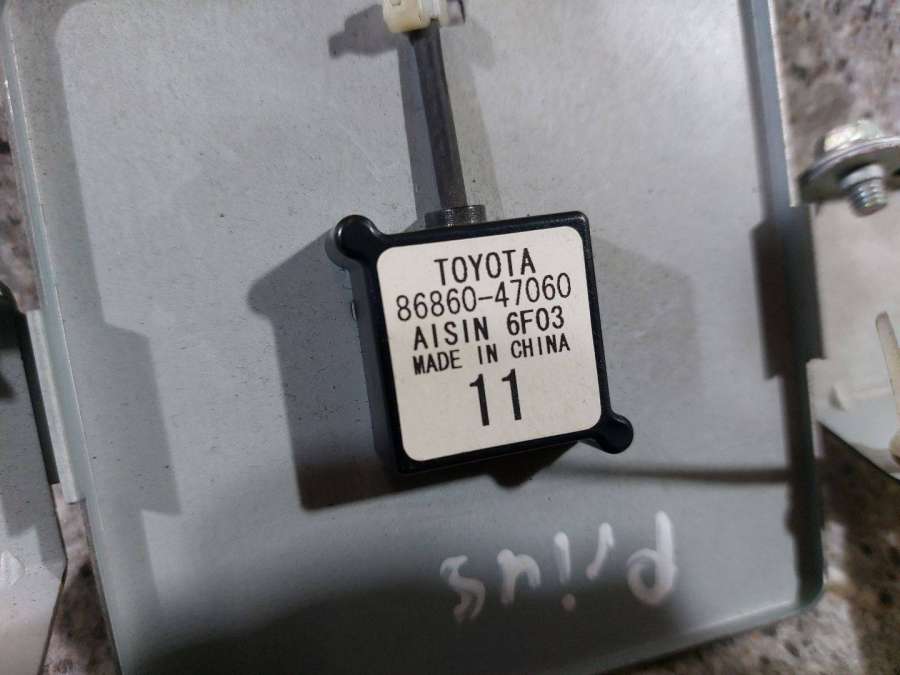 TOYOTA
86860-47060
AISIN 6F03
MADE IN CHINA
11
Prius